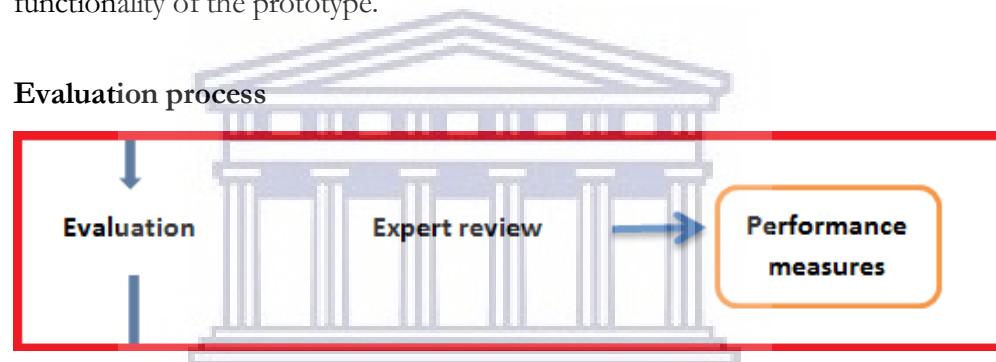 functionality of the prototype.
Evaluation process
Evaluation
Expert review
Performance
measures